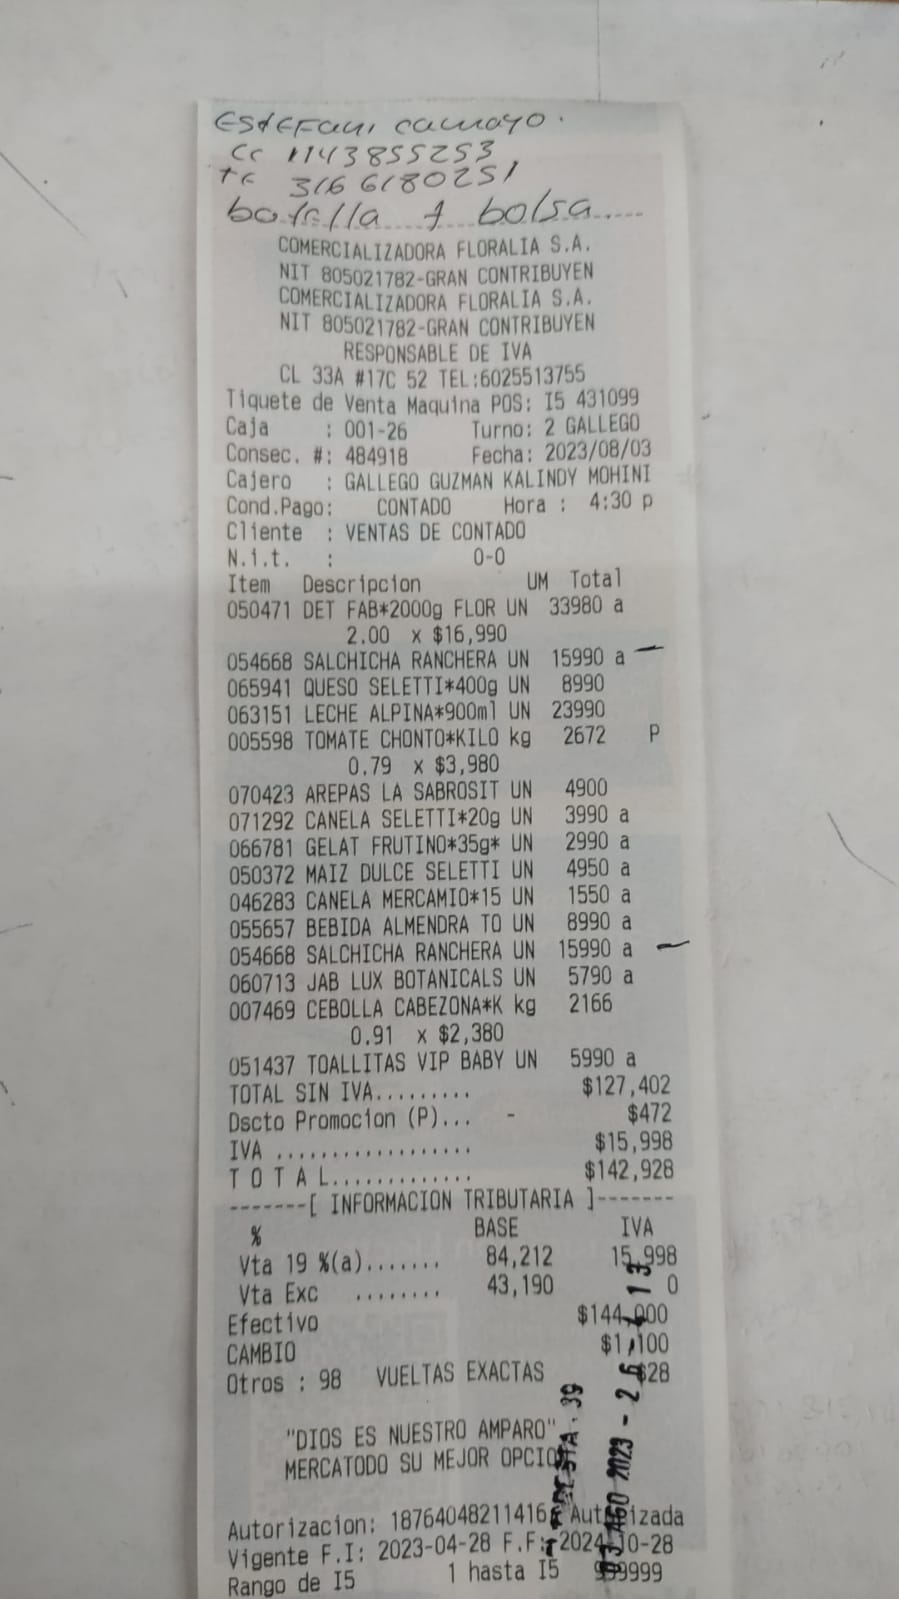 EstEFani camayo.
cc 1143855253
te 316 6180251
botella 1 bolsa
COMERCIALIZADORA FLORALIA S.A.
NIT 805021782-GRAN CONTRIBUYEN
COMERCIALIZADORA FLORALIA S.A.
NIT 805021782-GRAN CONTRIBUYEN
RESPONSABLE DE IVA
CL 33A #17C 52 TEL:6025513755
Tiquete de Venta Maquina POS: I5 431099
Caja : 001-26 Turno: 2 GALLEGO
Consec. #: 484918 Fecha: 2023/08/03
Cajero : GALLEGO GUZMAN KALINDY MOHINI
Cond.Pago: CONTADO Hora : 4:30 p
Cliente : VENTAS DE CONTADO
N.i.t. : 0-0
Item Descripcion UM Total
050471 DET FAB*2000g FLOR UN 33980 a
2.00 x $16,990
054668 SALCHICHA RANCHERA UN 15990 a
065941 QUESO SELETTI*400g UN 8990
063151 LECHE ALPINA*900ml UN 23990
005598 TOMATE CHONTO*KILO kg 2672 P
0.79 x $3,980
070423 AREPAS LA SABROSIT UN 4900
071292 CANELA SELETTI*20g UN 3990 a
066781 GELAT FRUTINO*35g* UN 2990 a
050372 MAIZ DULCE SELETTI UN 4950 a
046283 CANELA MERCAMIO*15 UN 1550 a
055657 BEBIDA ALMENDRA TO UN 8990 a
054668 SALCHICHA RANCHERA UN 15990 a
060713 JAB LUX BOTANICALS UN 5790 a
007469 CEBOLLA CABEZONA*K kg 2166
0.91 x $2,380
051437 TOALLITAS VIP BABY UN 5990 a
TOTAL SIN IVA......... $127,402
Dscto Promocion (P)... - $472
IVA .................. $15,998
T O T A L............. $142,928
-------[ INFORMACION TRIBUTARIA ]-------
% BASE IVA
Vta 19 %(a)....... 84,212 15,998
Vta Exc ........ 43,190 0
Efectivo $144,000
CAMBIO $1,100
Otros : 98 VUELTAS EXACTAS $28
"DIOS ES NUESTRO AMPARO"
MERCATODO SU MEJOR OPCIO
Autorizacion: 18764048211416 Autorizada
Vigente F.I: 2023-04-28 F.F: 2024-10-28
Rango de I5 1 hasta I5 999999
03 AGO 2023 - 26